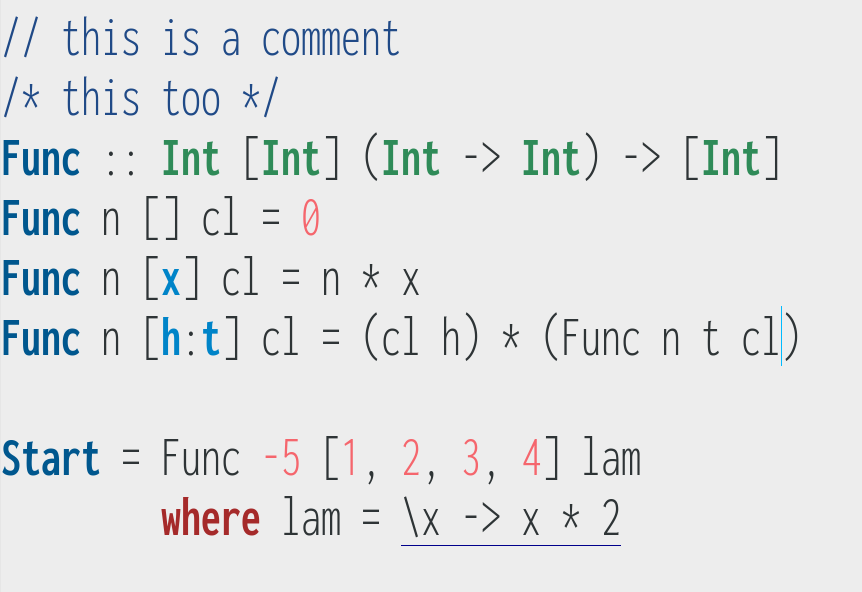 // this is a comment
/* this too */
Func :: Int [Int] (Int -> Int) -> [Int]
Func n [] cl = 0
Func n [x] cl = n * x
Func n [h:t] cl = (cl h) * (Func n t cl)
Start = Func -5 [1, 2, 3, 4] lam
where lam = \x -> x * 2